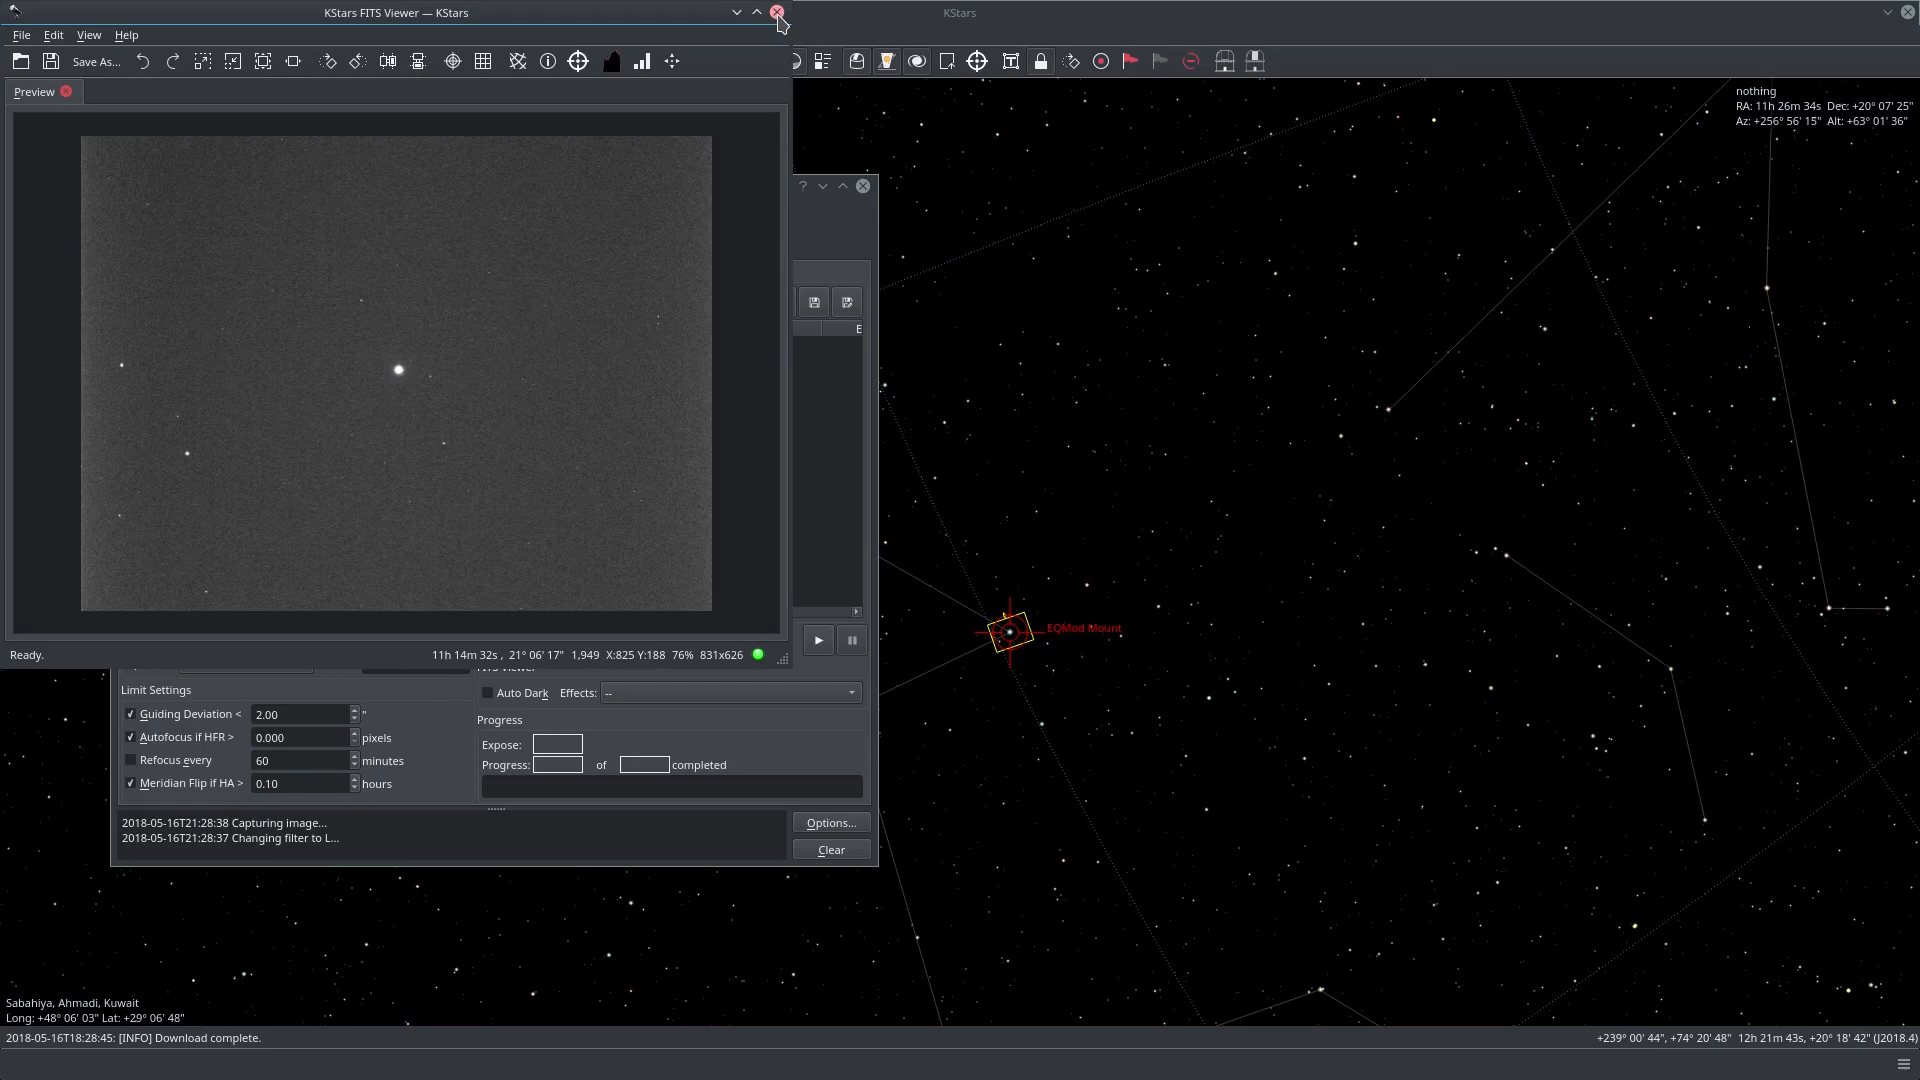 KStars FITS Viewer — KStars
KStars
File Edit View Help
Save As...
Preview
nothing
RA: 11h 26m 34s Dec: +20° 07' 25"
Az: +256° 56' 15" Alt: +63° 01' 36"
?
E
EQMod Mount
Ready.
11h 14m 32s , 21° 06' 17" 1,949 X:825 Y:188 76% 831x626
Limit Settings
Auto Dark Effects: --
Guiding Deviation < 2.00 "
Progress
Autofocus if HFR > 0.000 pixels
Expose:
Refocus every 60 minutes
Progress: of completed
Meridian Flip if HA > 0.10 hours
2018-05-16T21:28:38 Capturing image...
2018-05-16T21:28:37 Changing filter to L...
Options...
Clear
Sabahiya, Ahmadi, Kuwait
Long: +48° 06' 03" Lat: +29° 06' 48"
2018-05-16T18:28:45: [INFO] Download complete.
+239° 00' 44", +74° 20' 48" 12h 21m 43s, +20° 18' 42" (J2018.4)